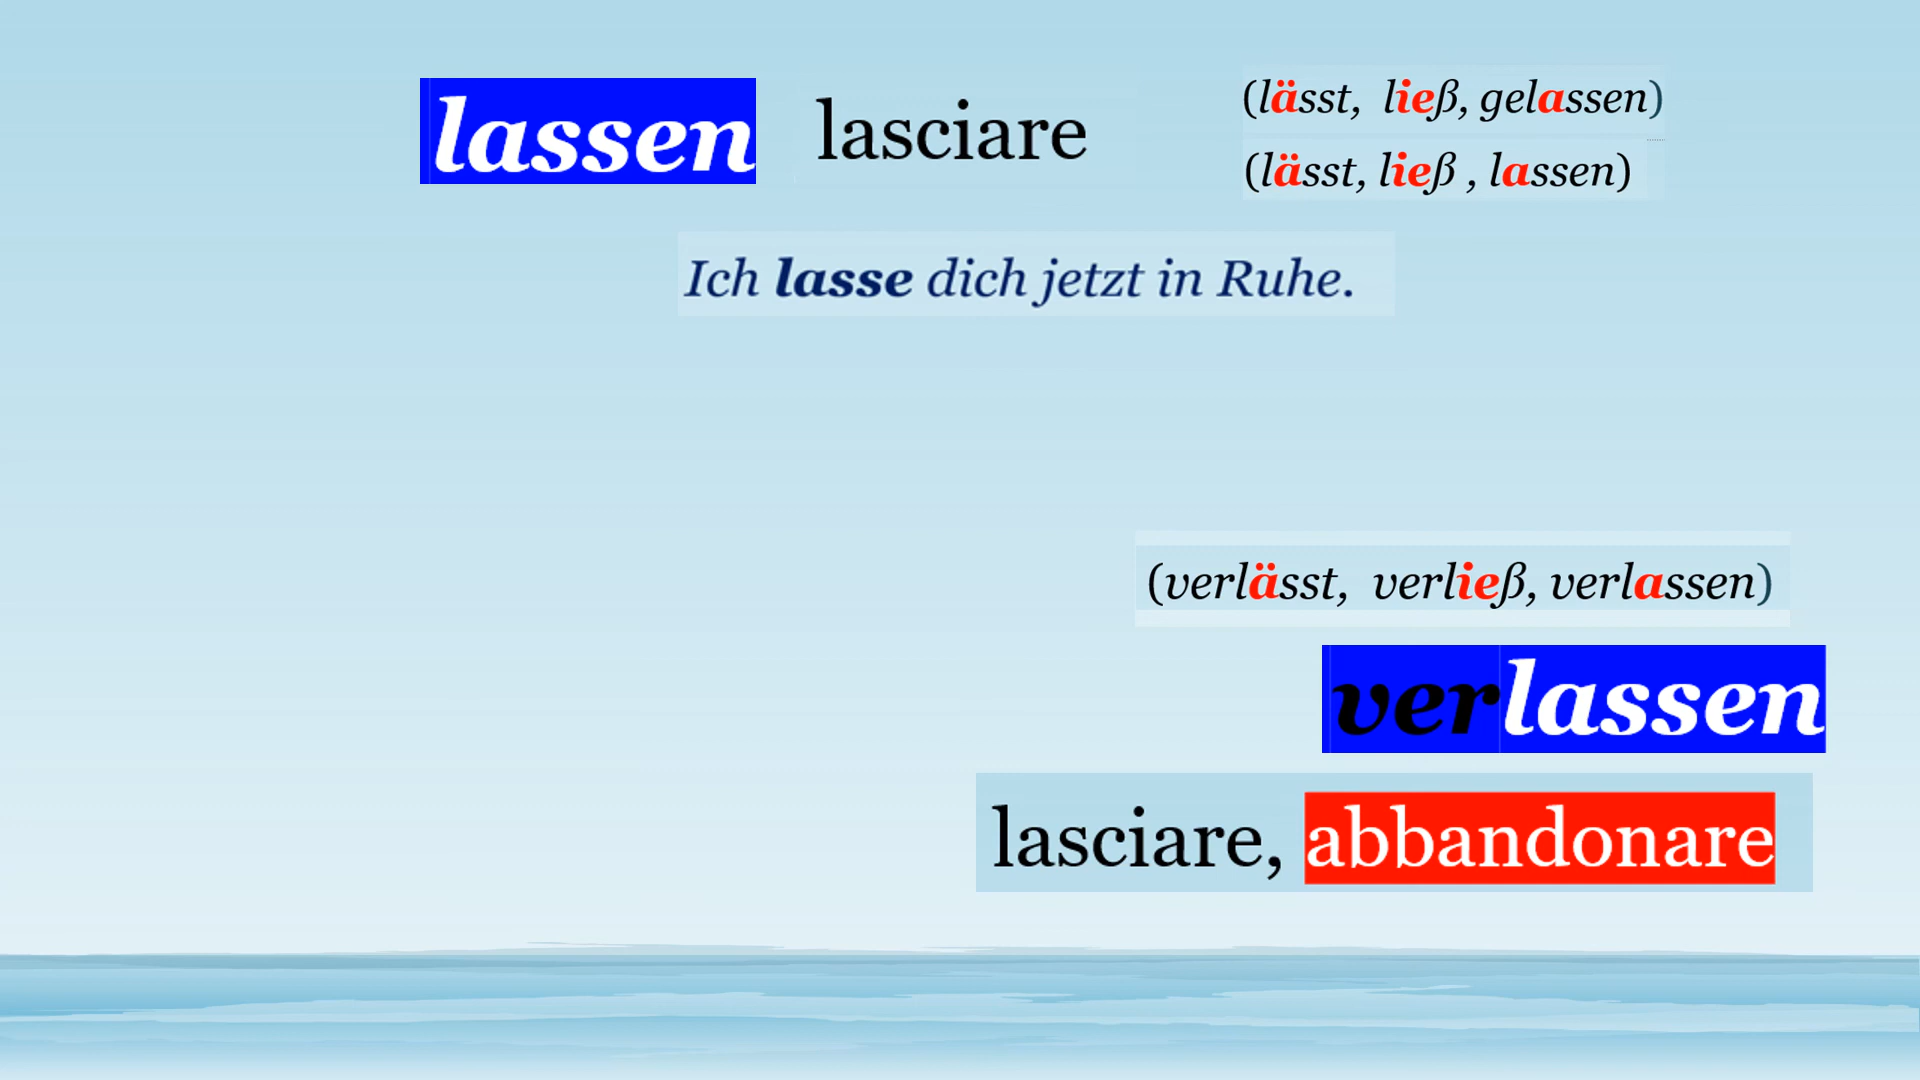 lassen lasciare (lässt, ließ, gelassen)
(lässt, ließ , lassen)
Ich lasse dich jetzt in Ruhe.
(verlässt, verließ, verlassen)
verlassen
lasciare, abbandonare